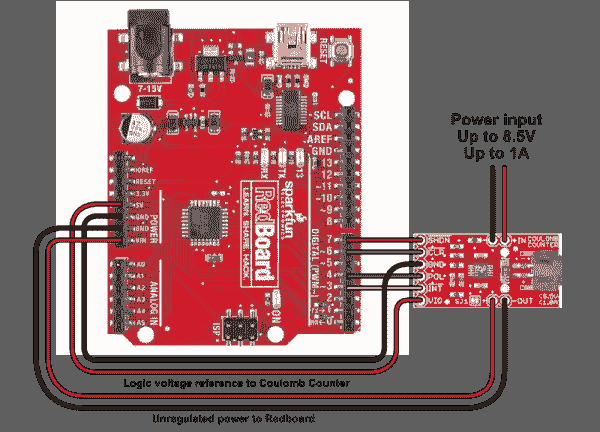 7-15V
RESET
SCL
SDA
AREF
GND
13
~11
~10
~9
8
IOREF
RESET
3.3V
5V
GND
GND
VIN
POWER
A0
A1
A2
A3
A4
A5
ANALOG IN
RX
TX
13
sparkfun
RedBoard
LEARN. SHARE. HACK.
DIGITAL (PWM~)
7
~6
~5
4
~3
2
ON
ISP
Power input
Up to 8.5V
Up to 1A
SHDN
CLR
GND
POL
INT
VIO
+IN
COULOMB
COUNTER
-OUT
SJ1
Logic voltage reference to Coulomb Counter
Unregulated power to Redboard